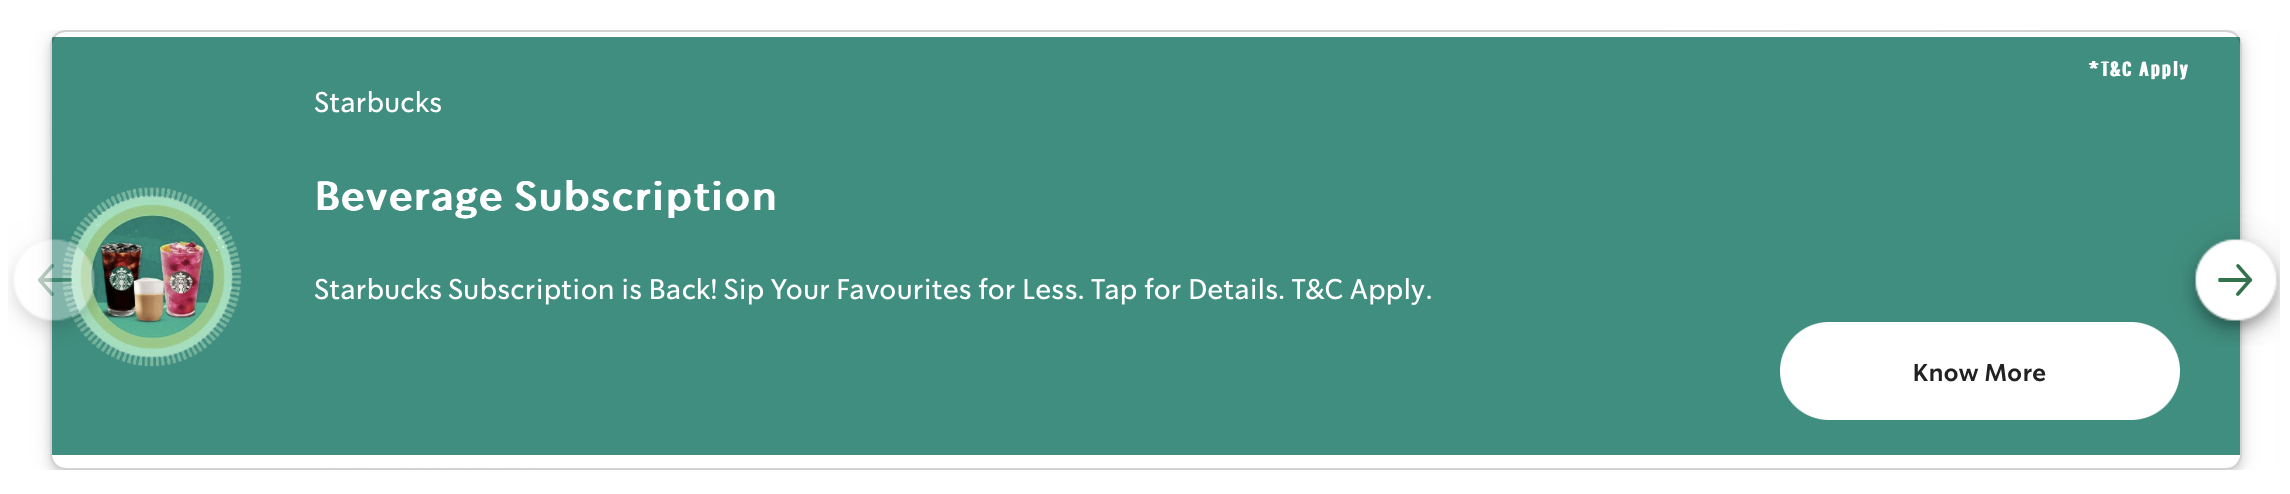 *T&C Apply
Starbucks
Beverage Subscription
Starbucks Subscription is Back! Sip Your Favourites for Less. Tap for Details. T&C Apply.
Know More